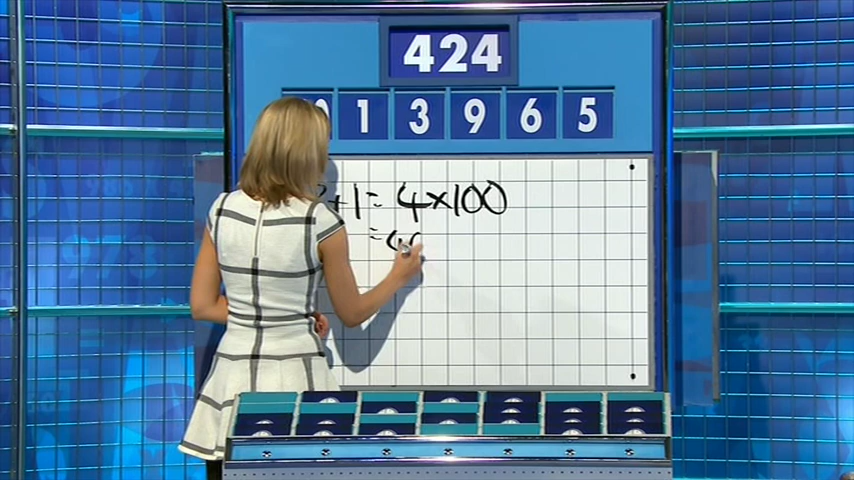 424
1 3 9 6 5
+1 = 4×100
=